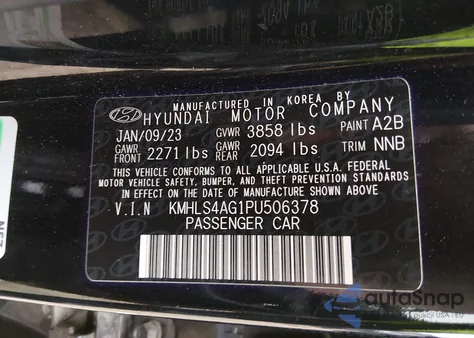 MANUFACTURED IN KOREA BY
HYUNDAI MOTOR COMPANY
JAN/09/23 GVWR 3858 lbs PAINT A2B
GAWR FRONT 2271 lbs GAWR REAR 2094 lbs TRIM NNB
THIS VEHICLE CONFORMS TO ALL APPLICABLE U.S.A. FEDERAL
MOTOR VEHICLE SAFETY, BUMPER, AND THEFT PREVENTION STANDARDS
IN EFFECT ON THE DATE OF MANUFACTURE SHOWN ABOVE.
V.I.N KMHLS4AG1PU506378
PASSENGER CAR
autoSnap